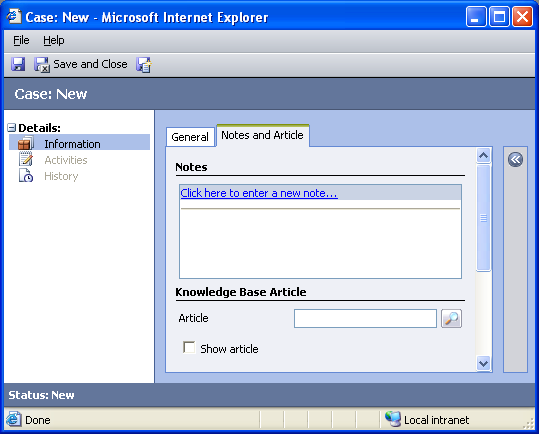 Case: New - Microsoft Internet Explorer
File Help
Save and Close
Case: New
Details:
Information
Activities
History
General
Notes and Article
Notes
Click here to enter a new note...
Knowledge Base Article
Article
Show article
Status: New
Done
Local intranet